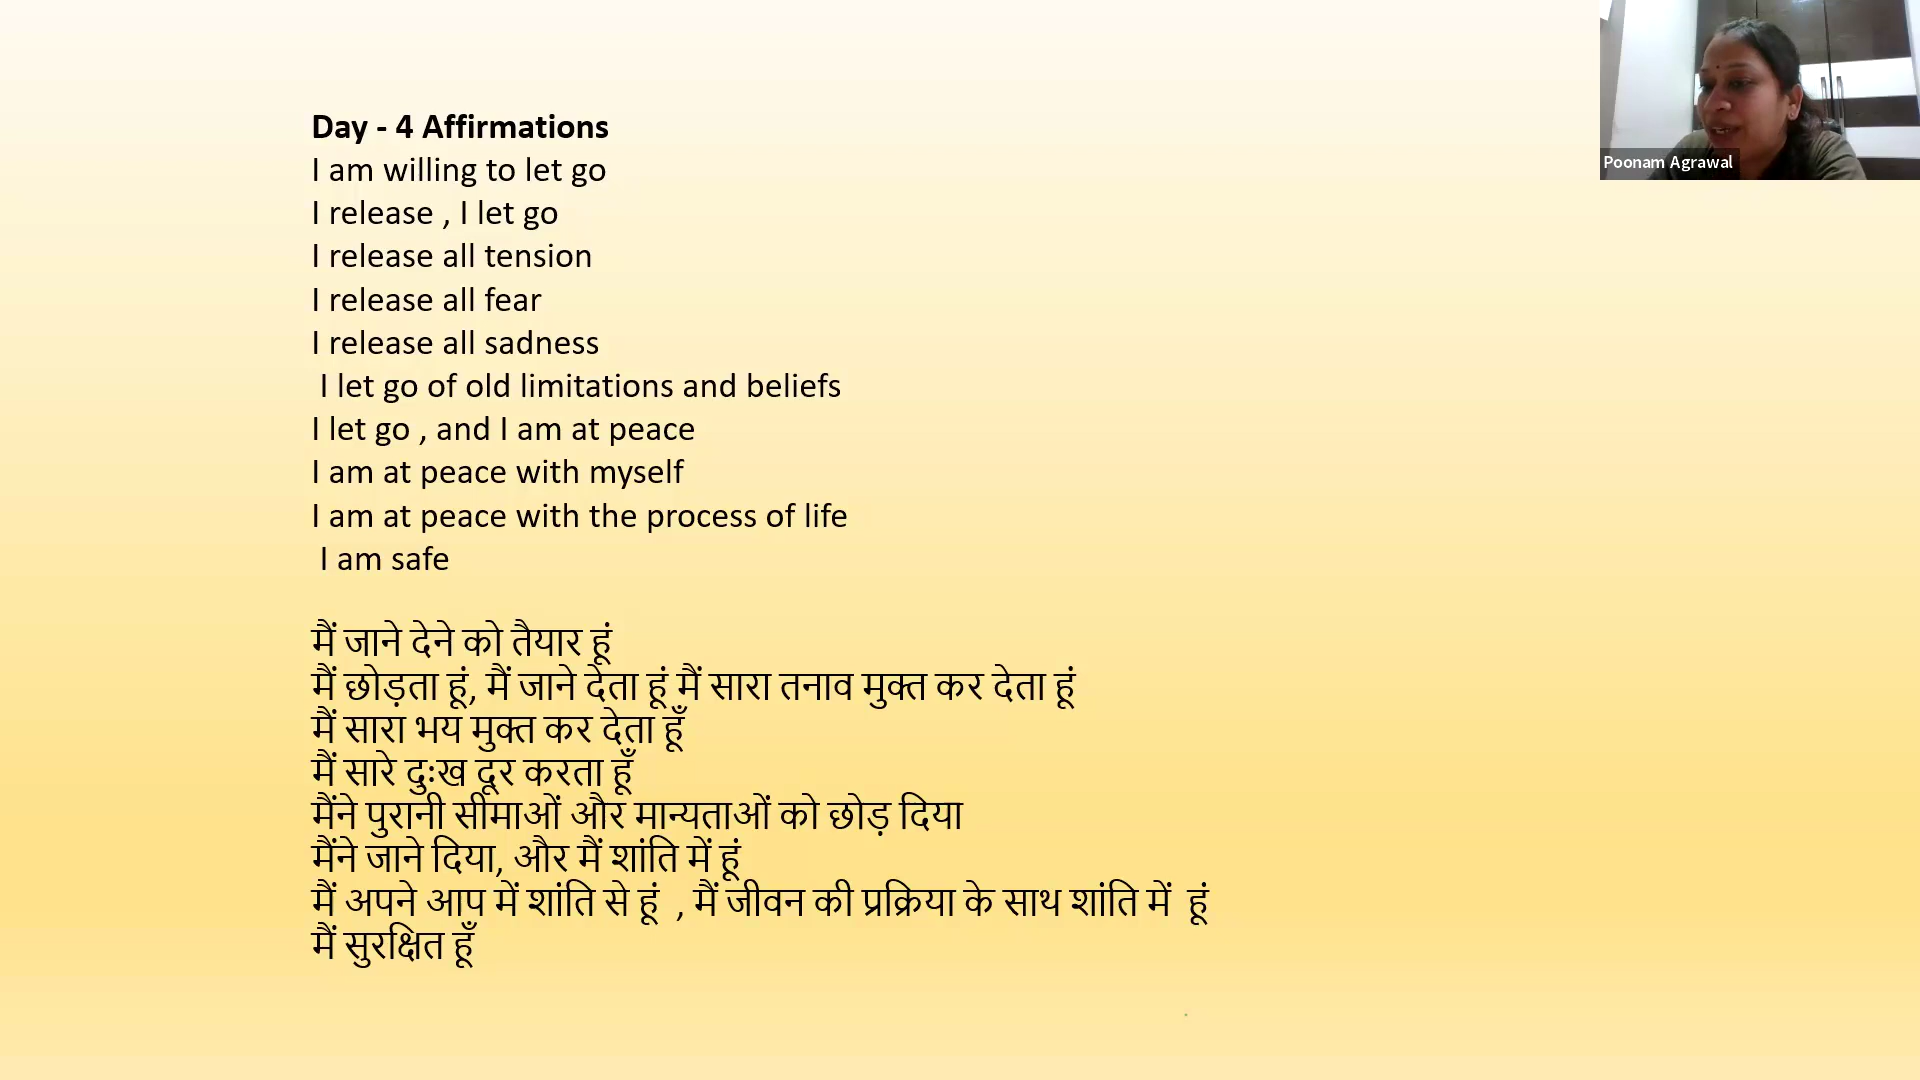 Day - 4 Affirmations
I am willing to let go
I release , I let go
I release all tension
I release all fear
I release all sadness
I let go of old limitations and beliefs
I let go , and I am at peace
I am at peace with myself
I am at peace with the process of life
I am safe
मैं जाने देने को तैयार हूं
मैं छोड़ता हूं, मैं जाने देता हूं मैं सारा तनाव मुक्त कर देता हूं
मैं सारा भय मुक्त कर देता हूँ
मैं सारे दुःख दूर करता हूँ
मैंने पुरानी सीमाओं और मान्यताओं को छोड़ दिया
मैंने जाने दिया, और मैं शांति में हूं
मैं अपने आप में शांति से हूं , मैं जीवन की प्रक्रिया के साथ शांति में हूं
मैं सुरक्षित हूँ
Poonam Agrawal